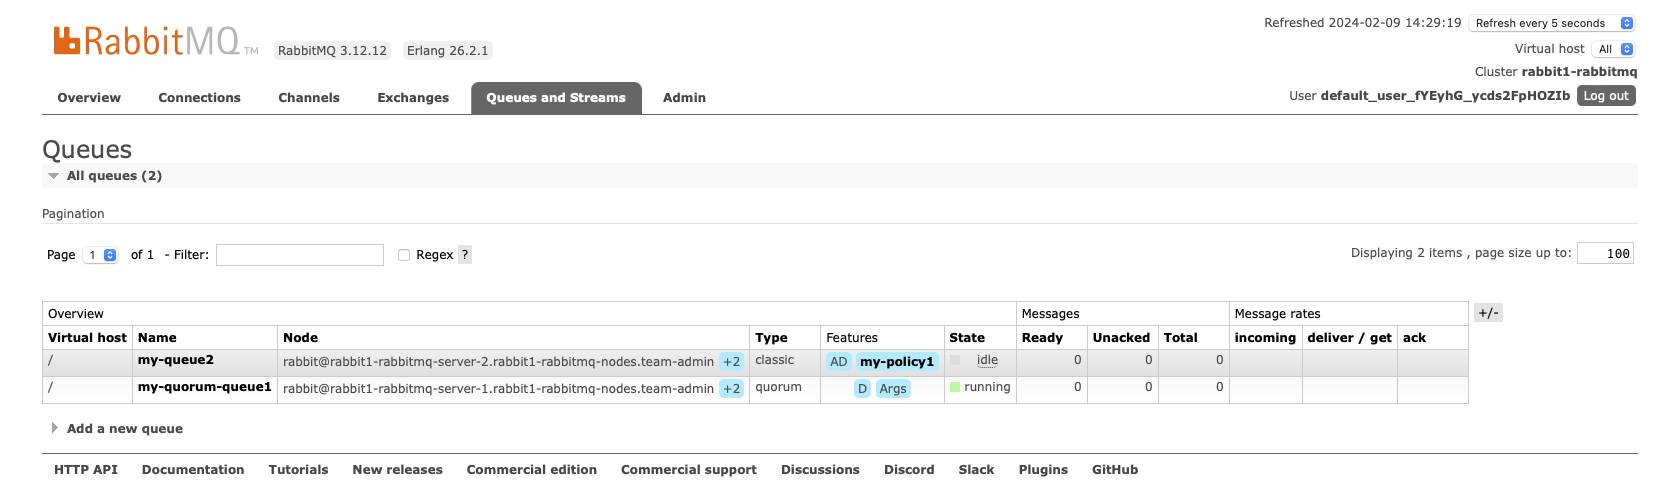 Refreshed 2024-02-09 14:29:19 Refresh every 5 seconds
RabbitMQ TM RabbitMQ 3.12.12 Erlang 26.2.1
Virtual host All
Cluster rabbit1-rabbitmq
User default_user_fYEyhG_ycds2FpHOZIb Log out
Overview Connections Channels Exchanges Queues and Streams Admin
Queues
All queues (2)
Pagination
Page 1 of 1 - Filter: Regex ? Displaying 2 items , page size up to: 100
Overview Messages Message rates +/-
Virtual host Name Node Type Features State Ready Unacked Total incoming deliver / get ack
/ my-queue2 rabbit@rabbit1-rabbitmq-server-2.rabbit1-rabbitmq-nodes.team-admin +2 classic AD my-policy1 idle 0 0 0
/ my-quorum-queue1 rabbit@rabbit1-rabbitmq-server-1.rabbit1-rabbitmq-nodes.team-admin +2 quorum D Args running 0 0 0
Add a new queue
HTTP API Documentation Tutorials New releases Commercial edition Commercial support Discussions Discord Slack Plugins GitHub